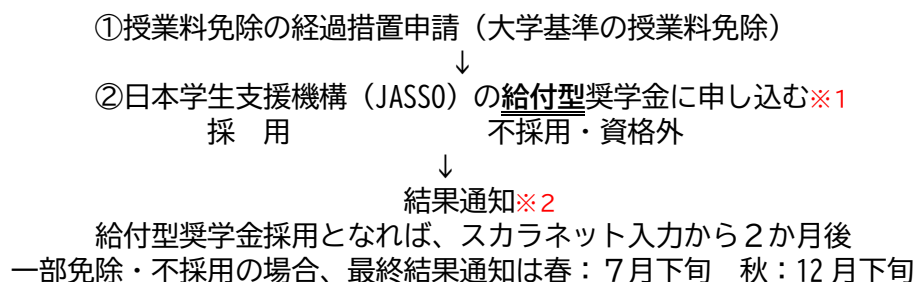 ①授業料免除の経過措置申請（大学基準の授業料免除）
↓
②日本学生支援機構（JASSO）の給付型奨学金に申し込む※1
採　用　　　　　　　　不採用・資格外
↓
結果通知※2
給付型奨学金採用となれば、スカラネット入力から２か月後
一部免除・不採用の場合、最終結果通知は春：７月下旬　秋：12月下旬